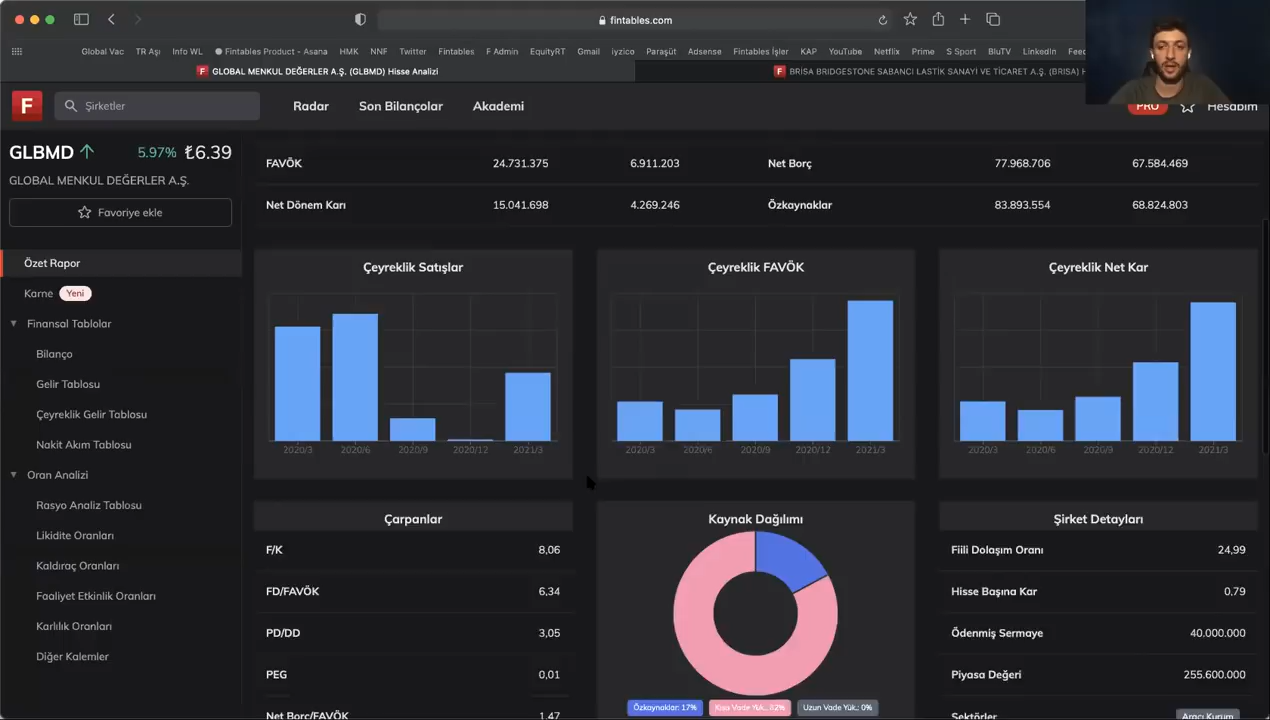 fintables.com
Global Vac TR Aşı Info WL Fintables Product – Asana HMK NNF Twitter Fintables F Admin EquityRT Gmail iyzico Paraşüt Adsense Fintables İşler KAP YouTube Netflix Prime S Sport BluTV LinkedIn
F GLOBAL MENKUL DEĞERLER A.Ş. (GLBMD) Hisse Analizi
F BRİSA BRIDGESTONE SABANCI LASTİK SANAYİ VE TİCARET A.Ş. (BRISA)
F Şirketler Radar Son Bilançolar Akademi PRO Hesabım
GLBMD 5.97% ₺6.39
GLOBAL MENKUL DEĞERLER A.Ş.
Favoriye ekle
Özet Rapor
Karne Yeni
Finansal Tablolar
Bilanço
Gelir Tablosu
Çeyreklik Gelir Tablosu
Nakit Akım Tablosu
Oran Analizi
Rasyo Analiz Tablosu
Likidite Oranları
Kaldıraç Oranları
Faaliyet Etkinlik Oranları
Karlılık Oranları
Diğer Kalemler
FAVÖK 24.731.375 6.911.203 Net Borç 77.968.706 67.584.469
Net Dönem Karı 15.041.698 4.269.246 Özkaynaklar 83.893.554 68.824.803
Çeyreklik Satışlar
2020/3 2020/6 2020/9 2020/12 2021/3
Çeyreklik FAVÖK
2020/3 2020/6 2020/9 2020/12 2021/3
Çeyreklik Net Kar
2020/3 2020/6 2020/9 2020/12 2021/3
Çarpanlar
F/K 8,06
FD/FAVÖK 6,34
PD/DD 3,05
PEG 0,01
Net Borç/FAVÖK 1,47
Kaynak Dağılımı
Özkaynaklar: 17% Kısa Vade Yük.: 82% Uzun Vade Yük.: 0%
Şirket Detayları
Fiili Dolaşım Oranı 24,99
Hisse Başına Kar 0.79
Ödenmiş Sermaye 40.000.000
Piyasa Değeri 255.600.000
Sektörler Aracı Kurum